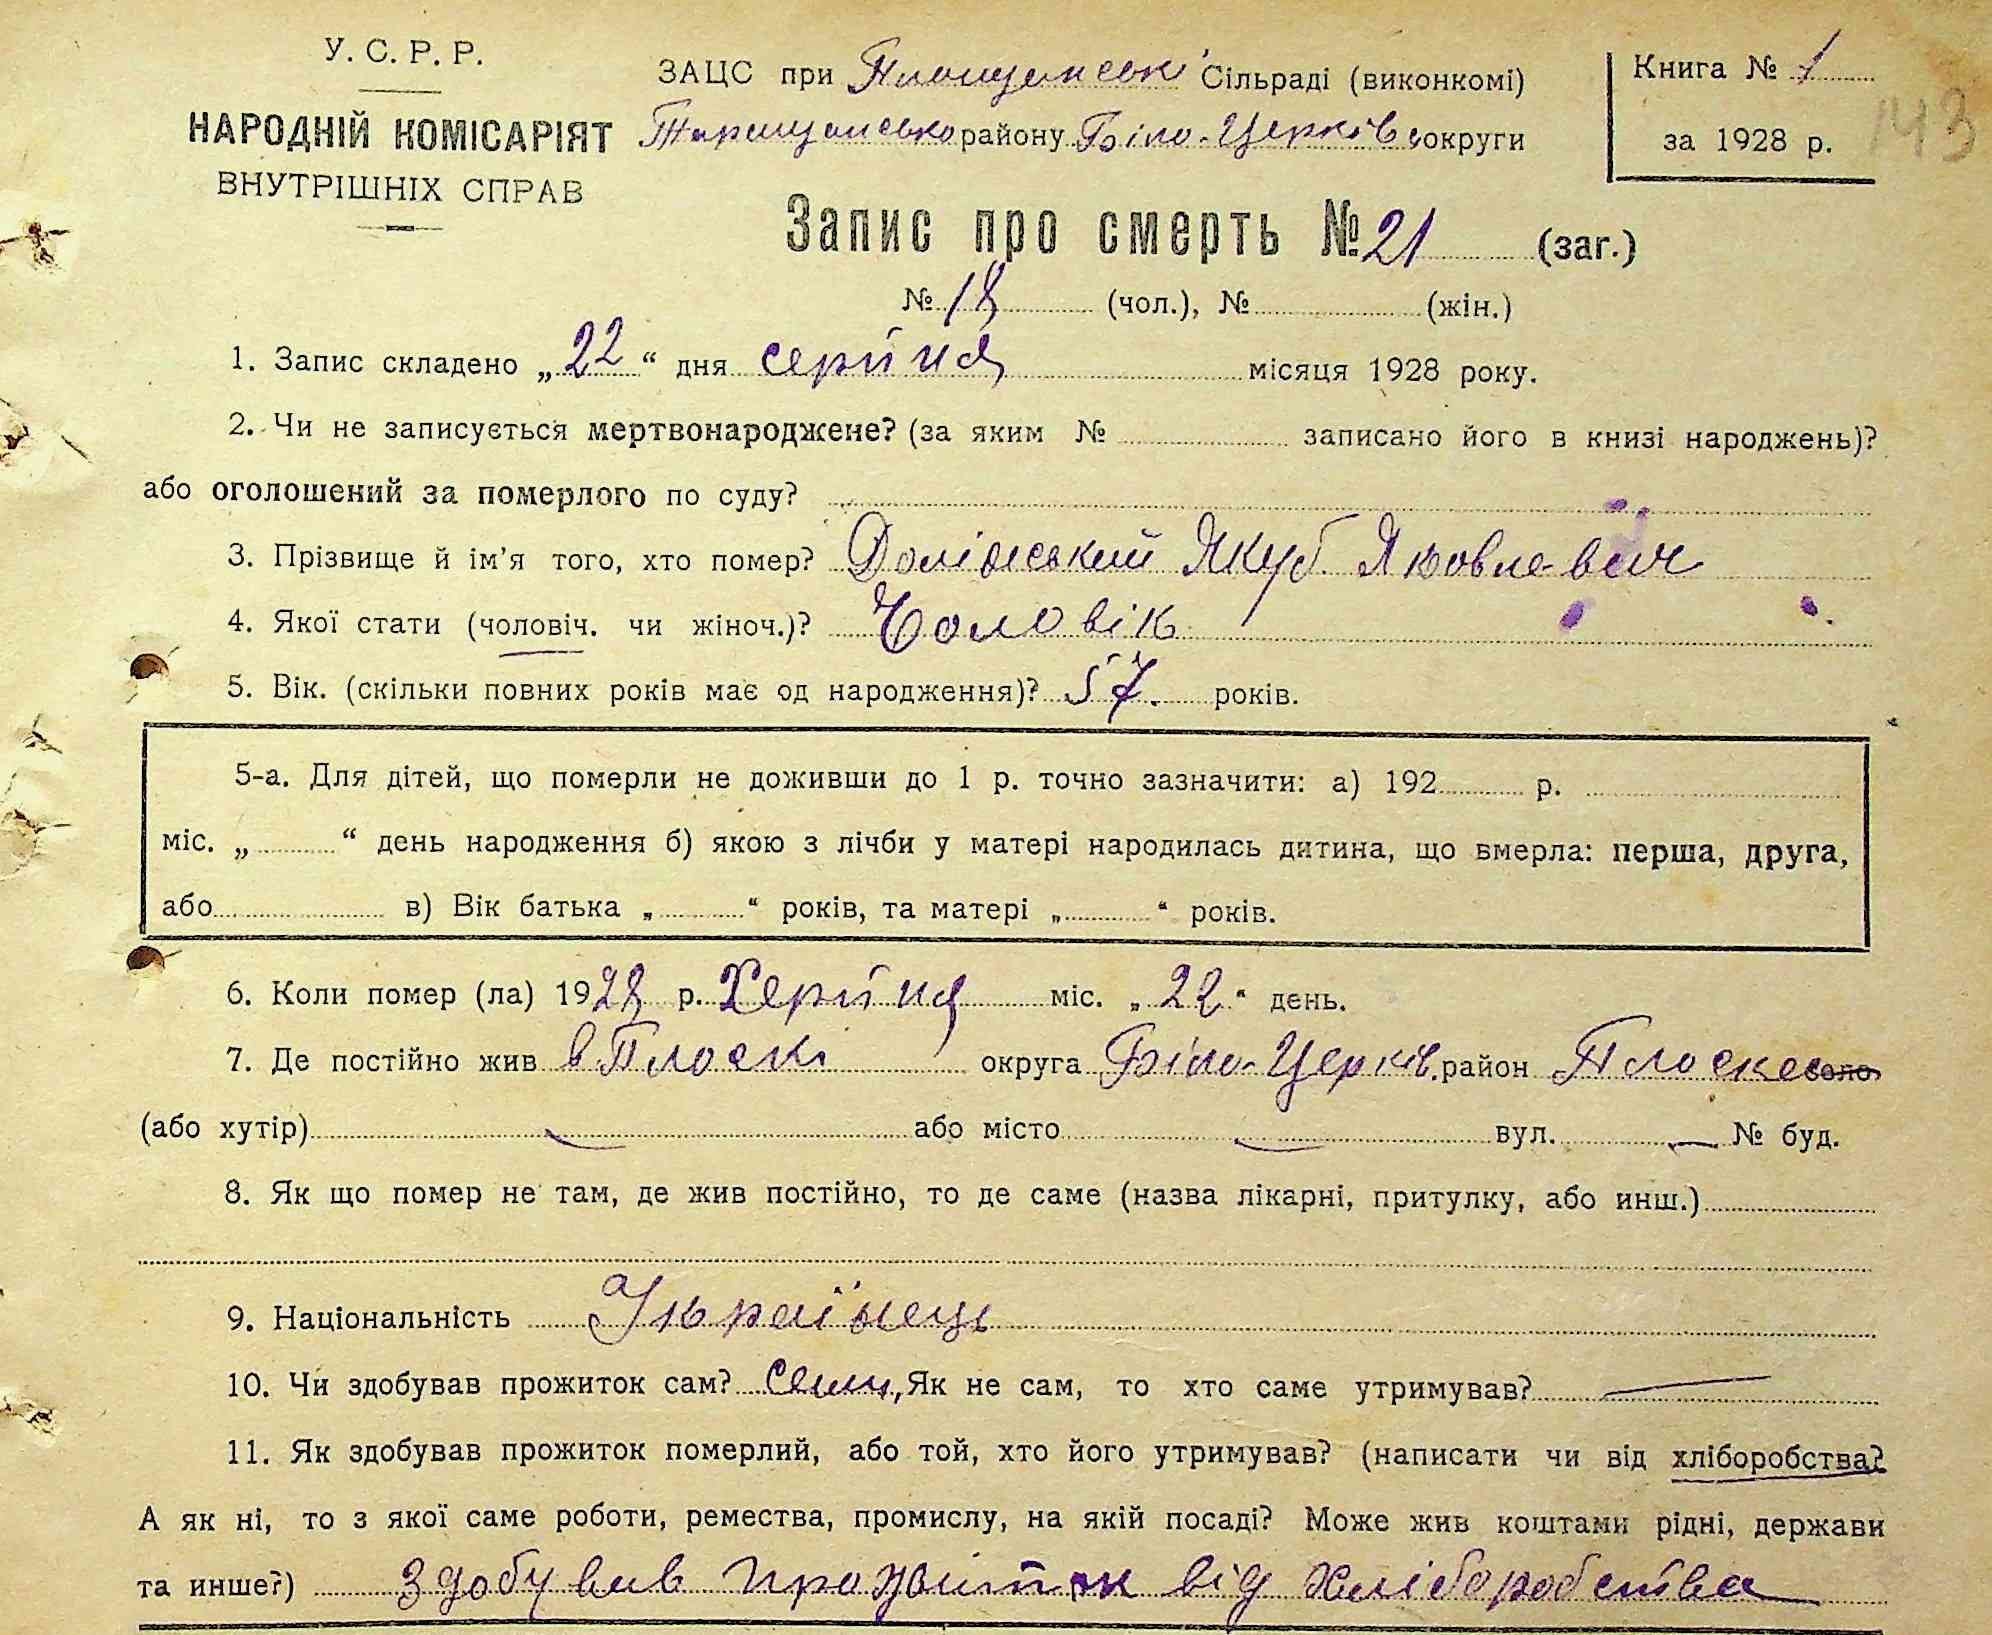 У. С. Р. Р.
НАРОДНІЙ КОМІСАРІЯТ
ВНУТРІШНІХ СПРАВ
ЗАЦС при Сільраді (виконкомі)
Таращансько району Біло-Церківс округи
Книга № 1
за 1928 р.
143
Запис про смерть № 21 (заг.)
№ 18 (чол.), № (жін.)
1. Запис складено „22“ дня серпня місяця 1928 року.
2. Чи не записується мертвонароджене? (за яким № записано його в книзі народжень)?
або оголошений за померлого по суду?
3. Прізвище й ім'я того, хто помер? Якуб Яковлевич
4. Якої стати (чоловіч. чи жіноч.)? Чоловік
5. Вік. (скільки повних років має од народження)? 57. років.
5-а. Для дітей, що померли не доживши до 1 р. точно зазначити: а) 192 р.
міс. „ “ день народження б) якою з лічби у матері народилась дитина, що вмерла: перша, друга,
або в) Вік батька „ “ років, та матері „ “ років.
6. Коли помер (ла) 1928 р. Серпня міс. „22“ день.
7. Де постійно жив в Плоскі округа Біло-Церків. район Плоске село
(або хутір) — або місто — вул. — № буд.
8. Як що помер не там, де жив постійно, то де саме (назва лікарні, притулку, або инш.)
9. Національність Українець
10. Чи здобував прожиток сам? Сам, Як не сам, то хто саме утримував? —
11. Як здобував прожиток померлий, або той, хто його утримував? (написати чи від хліборобства?
А як ні, то з якої саме роботи, ремества, промислу, на якій посаді? Може жив коштами рідні, держави
та инше?) здобував прожиток від хліборобства